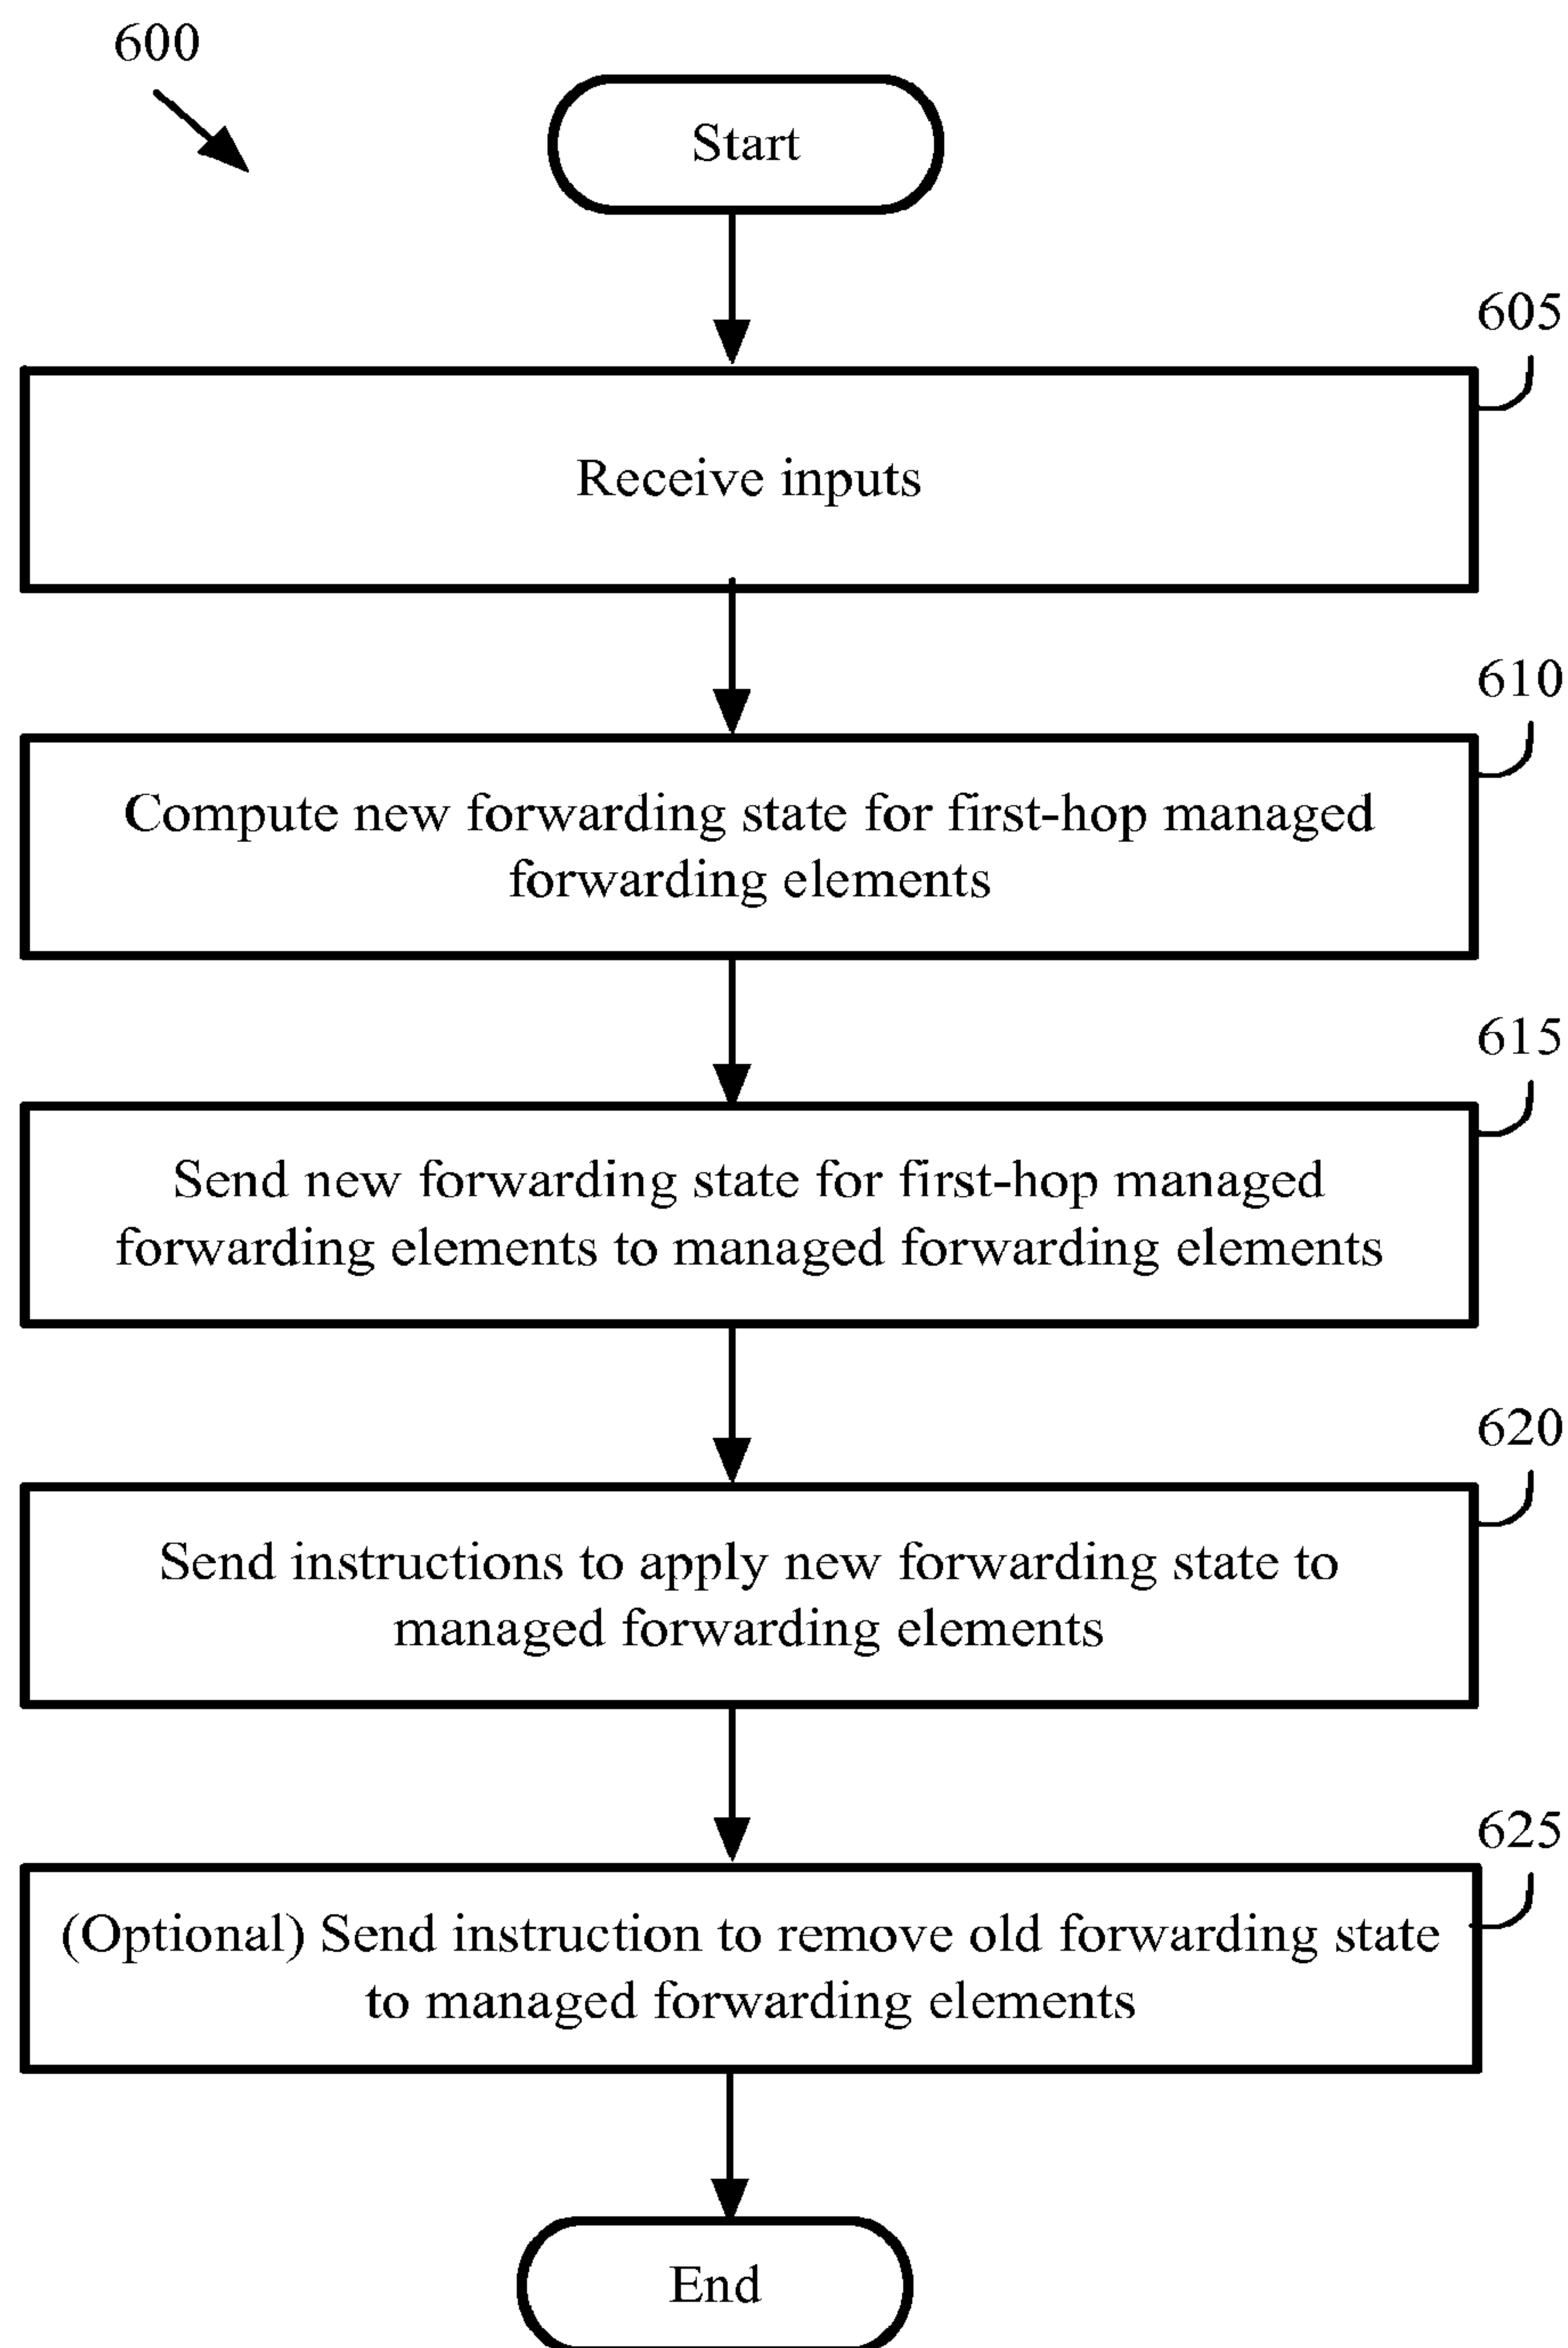 600
Start
605
Receive inputs
610
Compute new forwarding state for first-hop managed
forwarding elements
615
Send new forwarding state for first-hop managed
forwarding elements to managed forwarding elements
620
Send instructions to apply new forwarding state to
managed forwarding elements
625
(Optional) Send instruction to remove old forwarding state
to managed forwarding elements
End